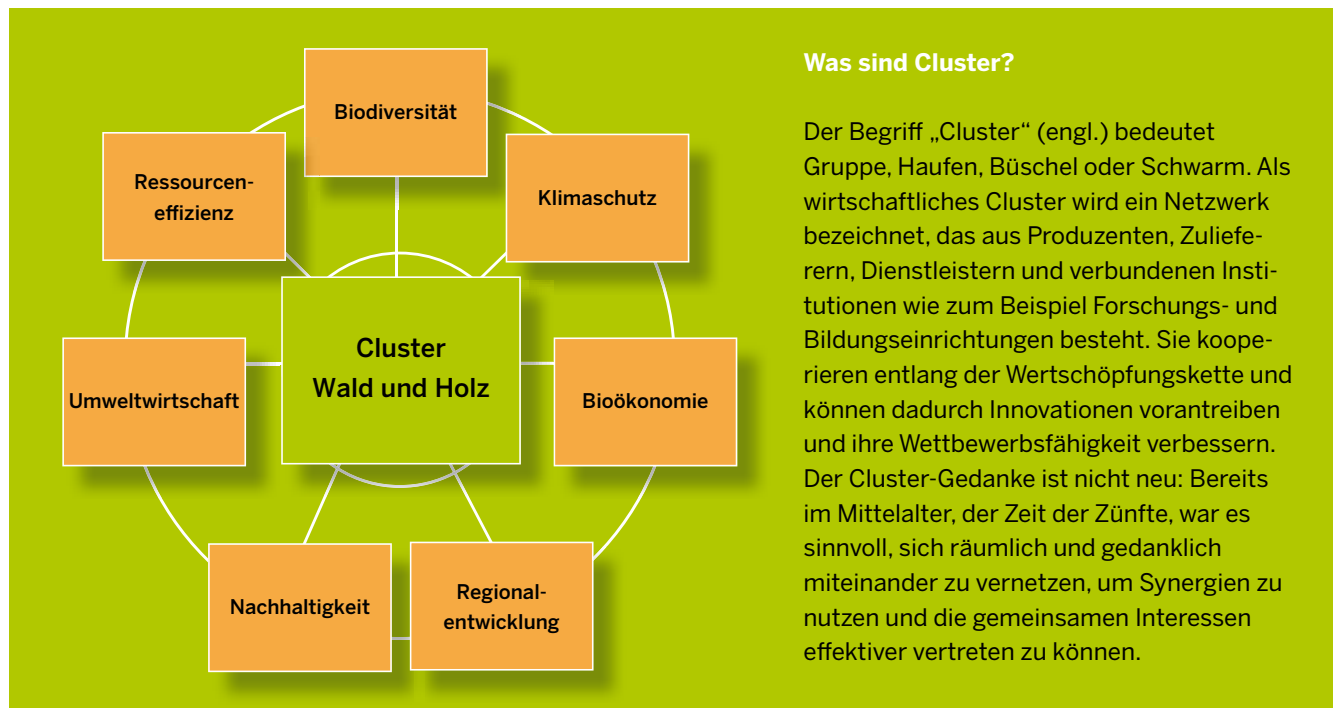 Biodiversität
Ressourcen-
effizienz
Klimaschutz
Cluster
Wald und Holz
Umweltwirtschaft
Bioökonomie
Nachhaltigkeit
Regional-
entwicklung
Was sind Cluster?
Der Begriff „Cluster“ (engl.) bedeutet
Gruppe, Haufen, Büschel oder Schwarm. Als
wirtschaftliches Cluster wird ein Netzwerk
bezeichnet, das aus Produzenten, Zuliefe-
rern, Dienstleistern und verbundenen Insti-
tutionen wie zum Beispiel Forschungs- und
Bildungseinrichtungen besteht. Sie koope-
rieren entlang der Wertschöpfungskette und
können dadurch Innovationen vorantreiben
und ihre Wettbewerbsfähigkeit verbessern.
Der Cluster-Gedanke ist nicht neu: Bereits
im Mittelalter, der Zeit der Zünfte, war es
sinnvoll, sich räumlich und gedanklich
miteinander zu vernetzen, um Synergien zu
nutzen und die gemeinsamen Interessen
effektiver vertreten zu können.